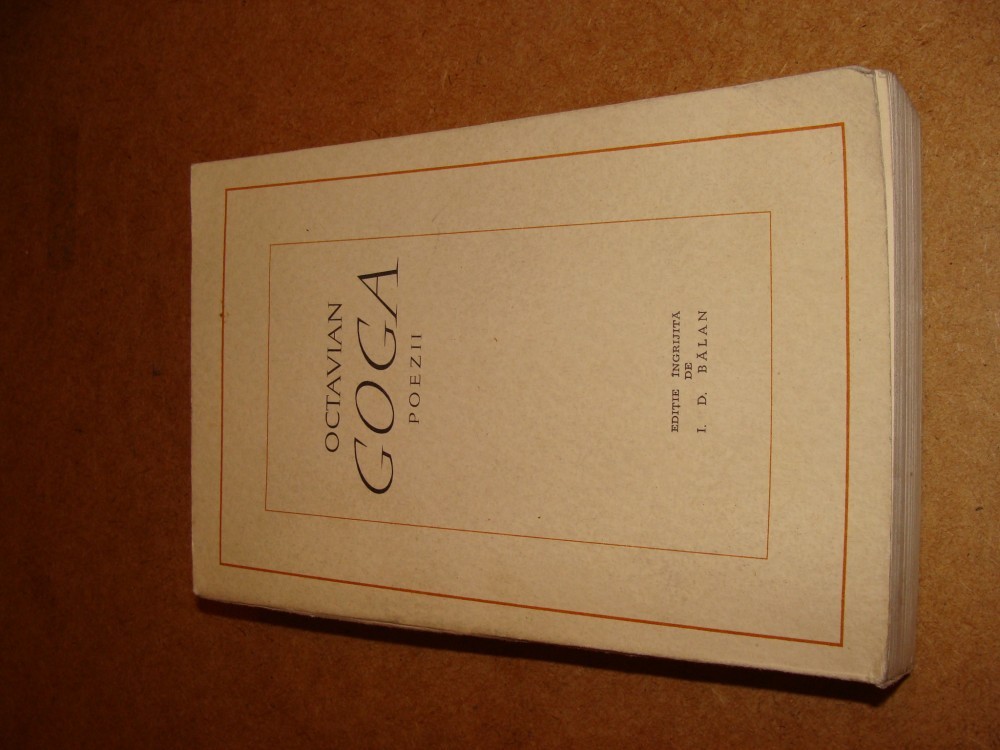 OCTAVIAN
GOGA
POEZII
EDIȚIE ÎNGRIJITĂ
DE
I. D. BĂLAN